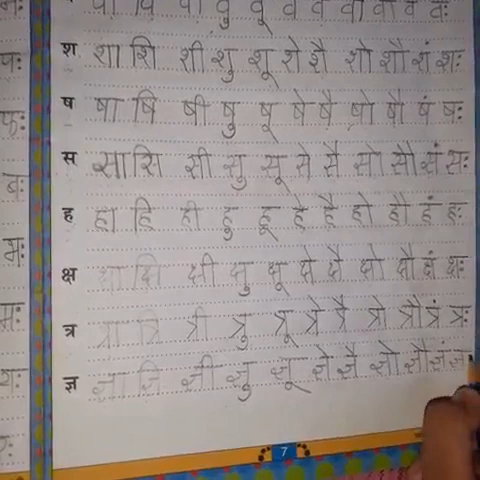 वा वि वी वु वू वे वै वो वौ वं वः
श शा शि शी शु शू शे शै शो शौ शं शः
ष षा षि षी षु षू षे षै षो षौ षं षः
स सा सि सी सु सू से सै सो सौ सं सः
ह हा हि ही हु हू हे है हो हौ हं हः
क्ष क्षा क्षि क्षी क्षु क्षू क्षे क्षै क्षो क्षौ क्षं क्षः
त्र त्रा त्रि त्री त्रु त्रू त्रे त्रै त्रो त्रौ त्रं त्रः
ज्ञ ज्ञा ज्ञि ज्ञी ज्ञु ज्ञू ज्ञे ज्ञै ज्ञो ज्ञौ ज्ञं ज्ञ
7